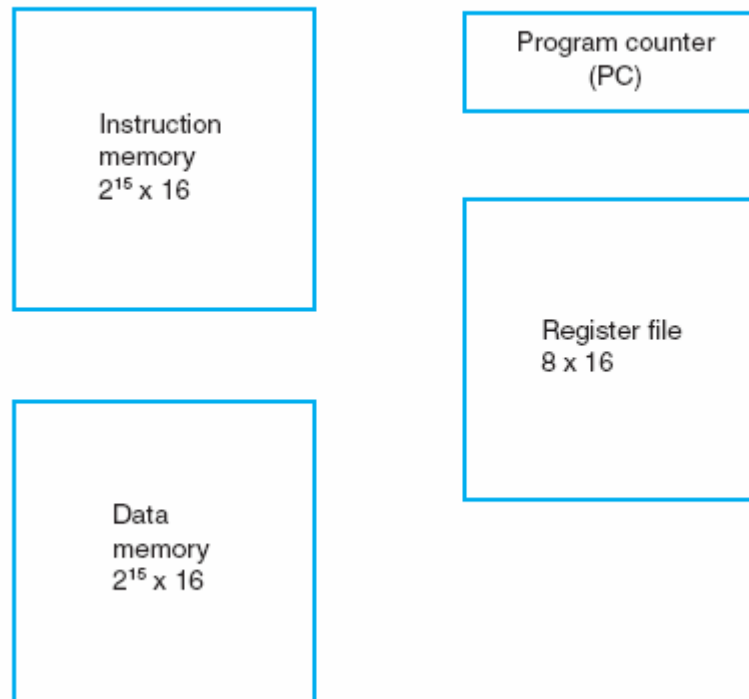 Instruction
memory
2¹⁵ x 16
Program counter
(PC)
Register file
8 x 16
Data
memory
2¹⁵ x 16